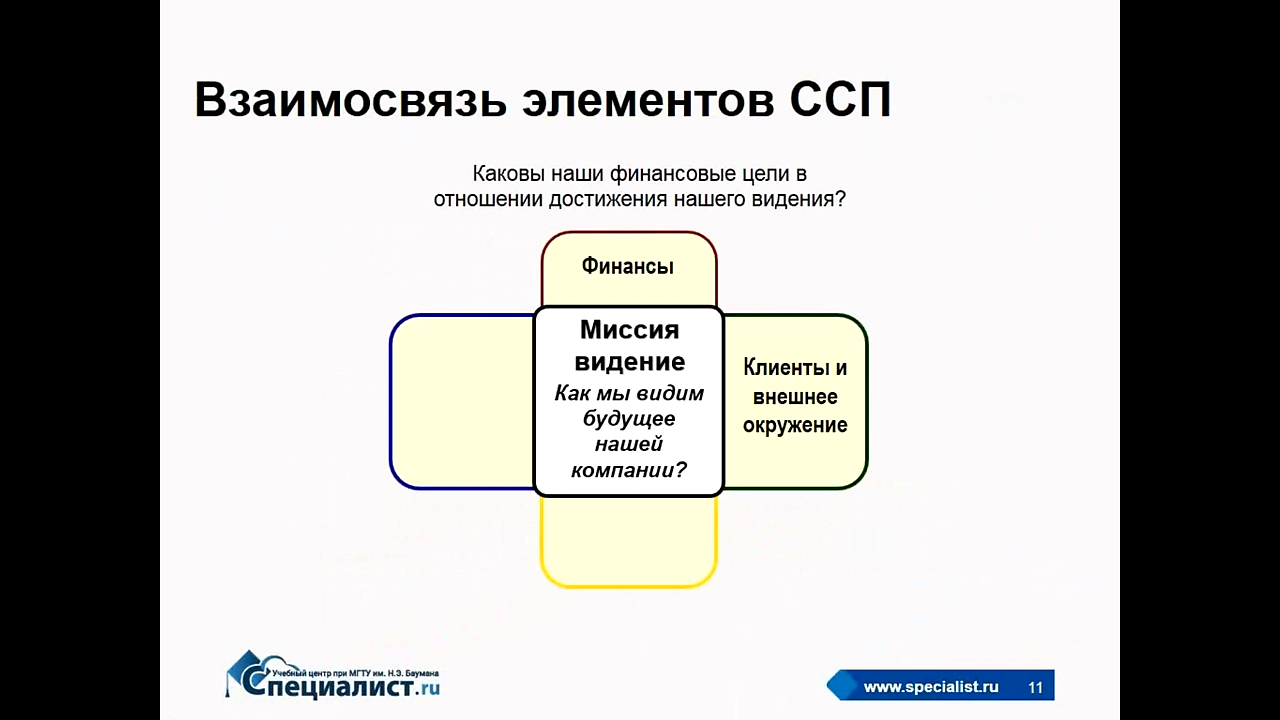 Взаимосвязь элементов ССП
Каковы наши финансовые цели в
отношении достижения нашего видения?
Финансы
Миссия
видение
Как мы видим
будущее
нашей
компании?
Клиенты и
внешнее
окружение
Учебный центр при МГТУ им. Н.Э. Баумана
Специалист.ru
www.specialist.ru
11